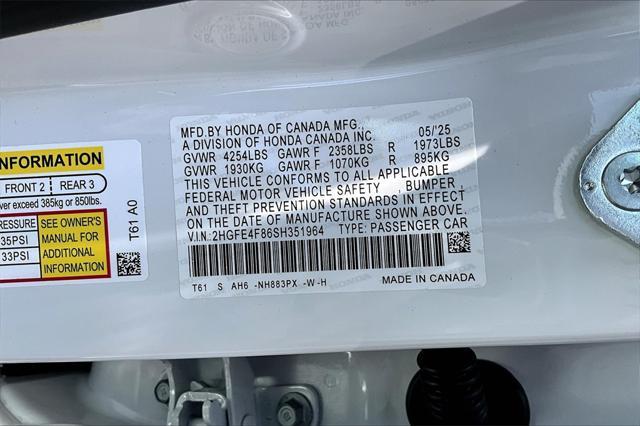 MFD.BY HONDA OF CANADA MFG. 05/'25
A DIVISION OF HONDA CANADA INC.
GVWR 4254LBS GAWR F 2358LBS R 1973LBS
GVWR 1930KG GAWR F 1070KG 895KG
THIS VEHICLE CONFORMS TO ALL APPLICABLE
FEDERAL MOTOR VEHICLE SAFETY , BUMPER ,
AND THEFT PREVENTION STANDARDS IN EFFECT
ON THE DATE OF MANUFACTURE SHOWN ABOVE.
V.I.N:2HGFE4F86SH351964 TYPE: PASSENGER CAR
T61 S AH6 -NH883PX -W-H
MADE IN CANADA
INFORMATION
FRONT 2 REAR 3
ver exceed 385kg or 850lbs.
PRESSURE
35PSI
33PSI
SEE OWNER'S
MANUAL FOR
ADDITIONAL
INFORMATION
T61 A0